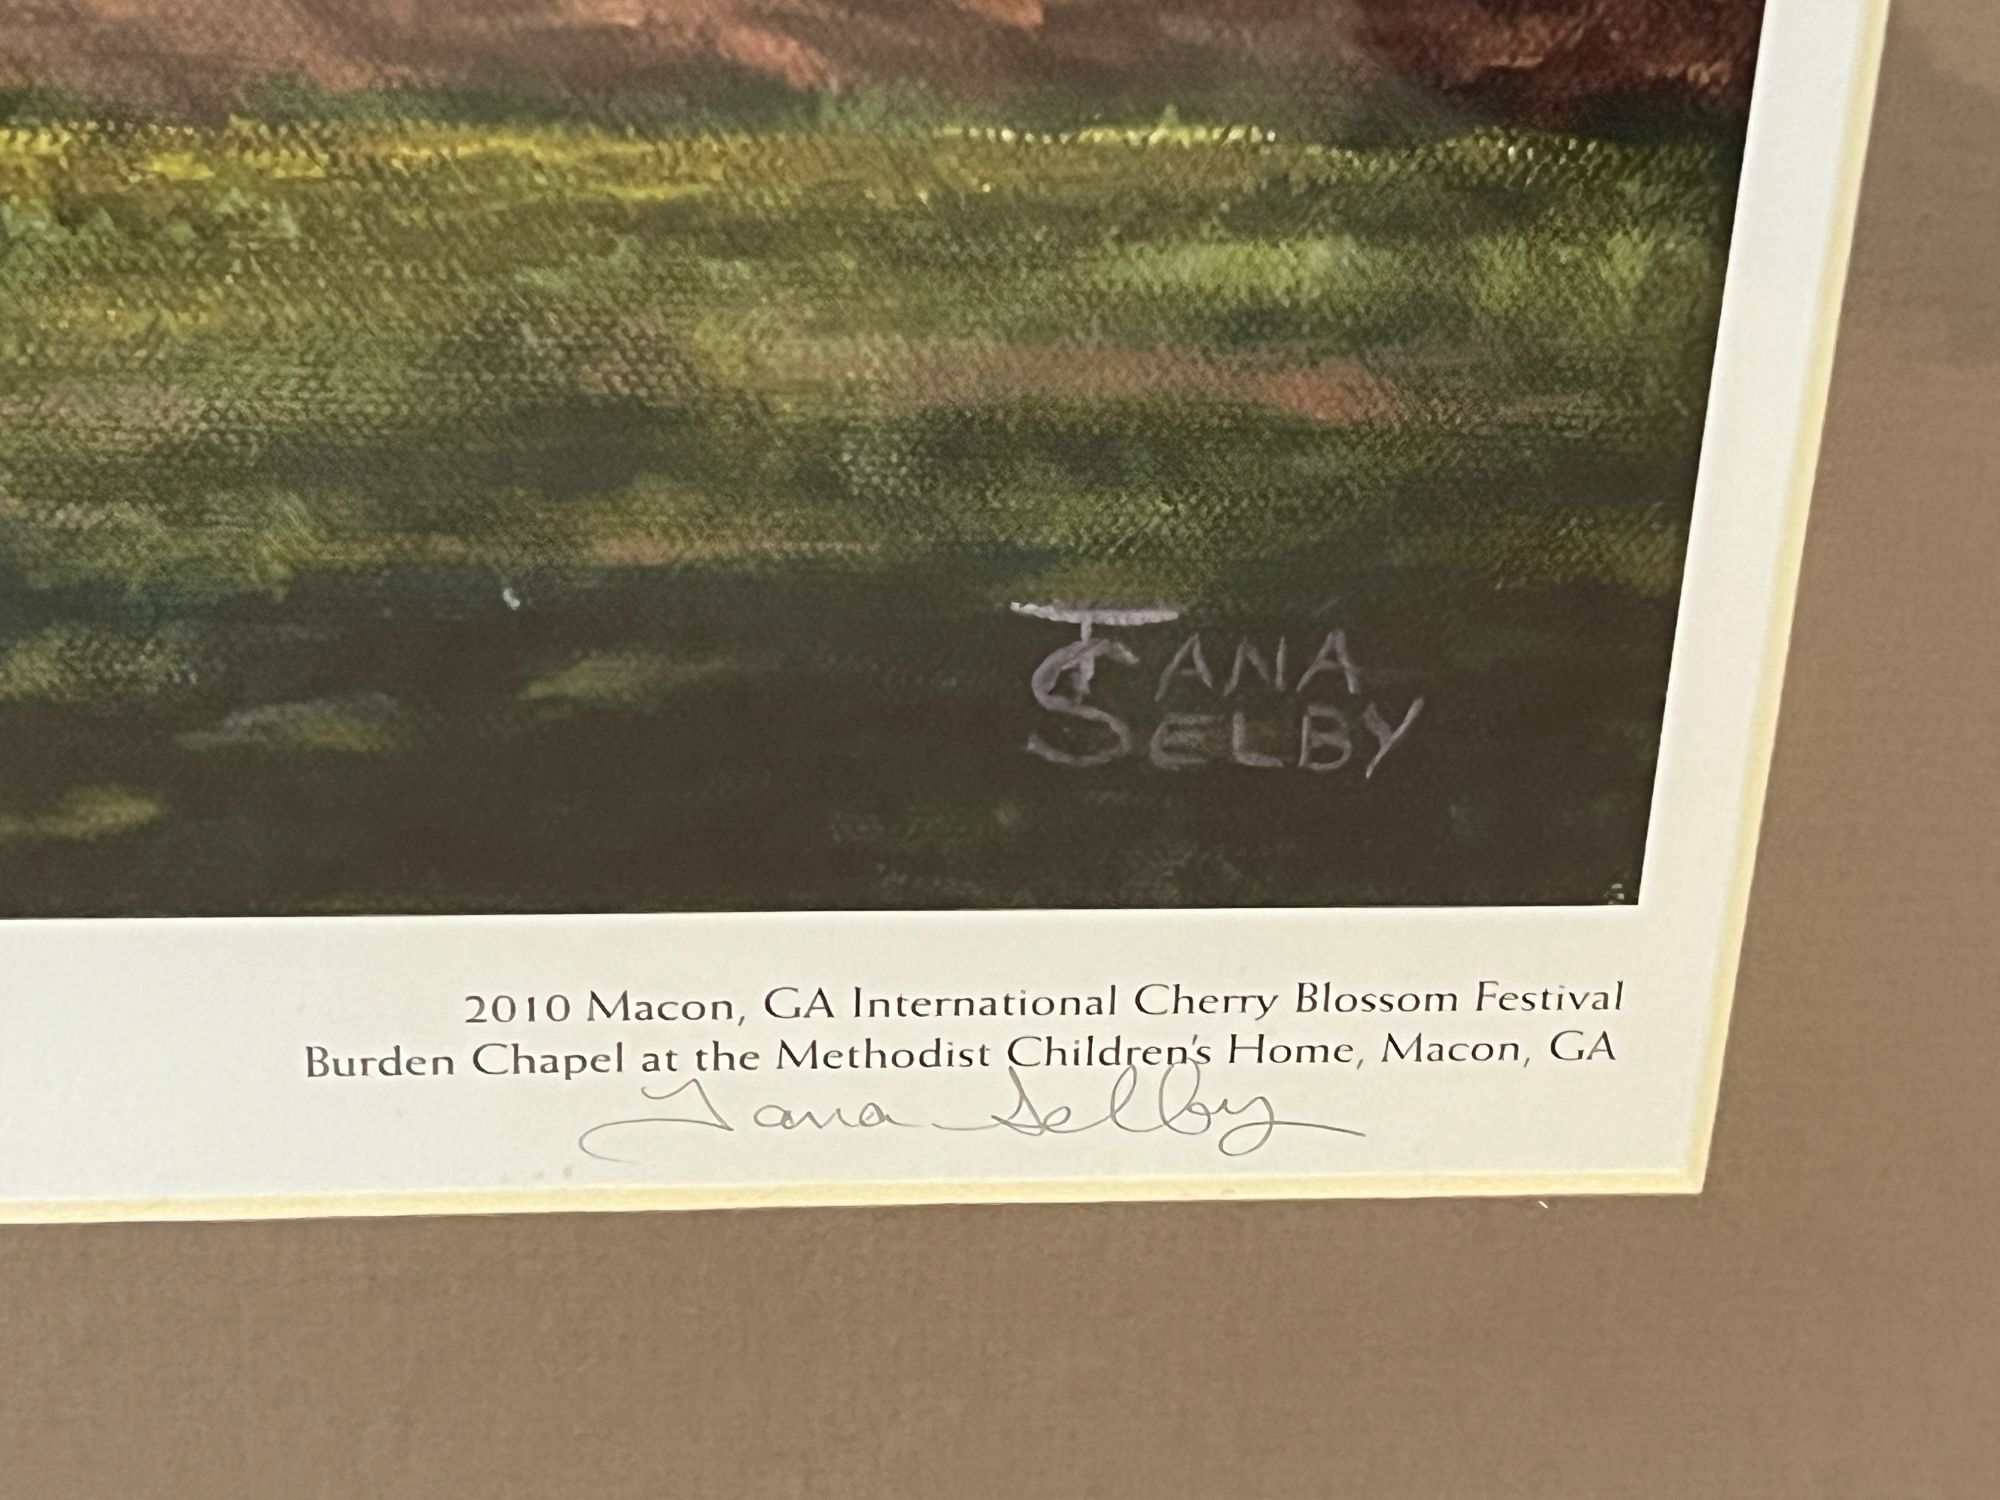 TANA
SELBY
2010 Macon, GA International Cherry Blossom Festival
Burden Chapel at the Methodist Children's Home, Macon, GA
Tana Selby